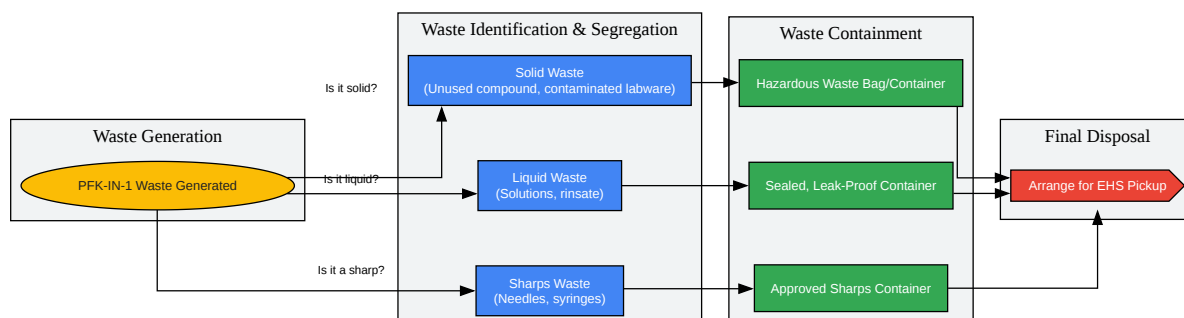 Waste Generation
PFK-IN-1 Waste Generated
Is it solid?
Is it liquid?
Is it a sharp?
Waste Identification & Segregation
Solid Waste
(Unused compound, contaminated labware)
Liquid Waste
(Solutions, rinsate)
Sharps Waste
(Needles, syringes)
Waste Containment
Hazardous Waste Bag/Container
Sealed, Leak-Proof Container
Approved Sharps Container
Final Disposal
Arrange for EHS Pickup